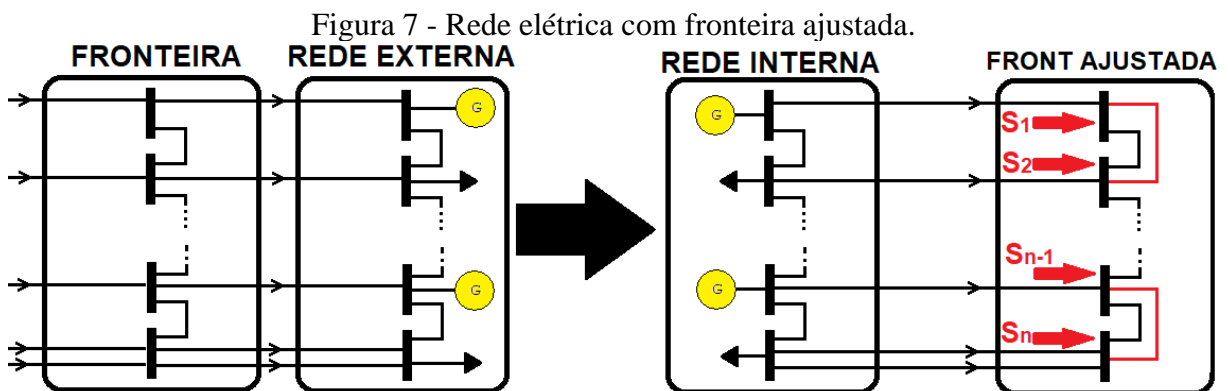 Figura 7 - Rede elétrica com fronteira ajustada.
FRONTEIRA REDE EXTERNA REDE INTERNA FRONT AJUSTADA
G
G
G
G
S1
S2
Sn-1
Sn